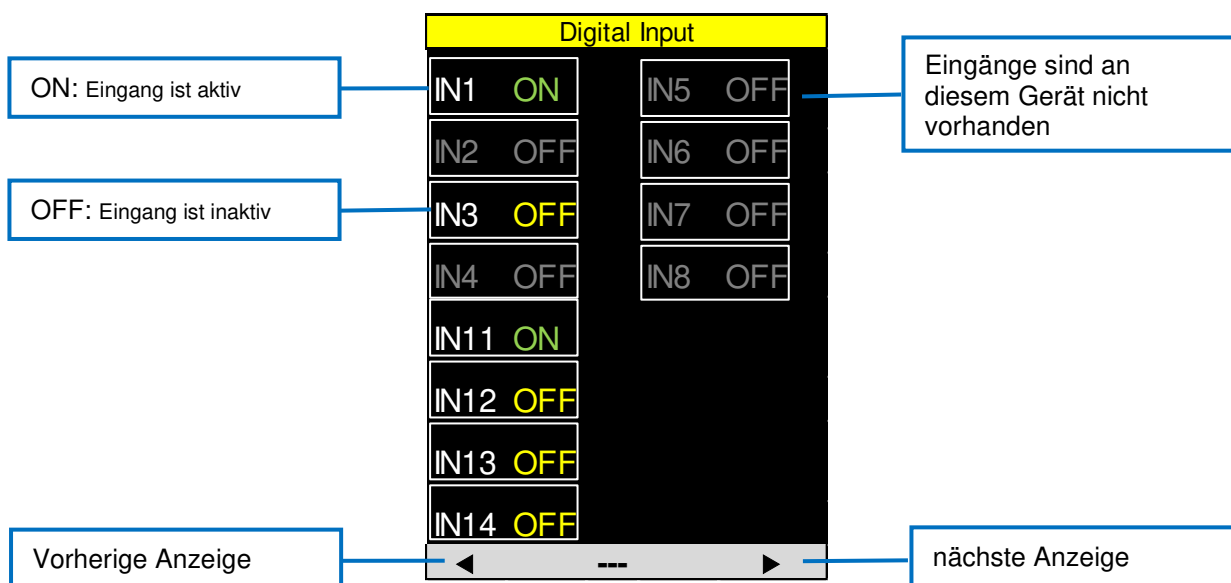 Digital Input
ON: Eingang ist aktiv
IN1 ON
IN5 OFF
Eingänge sind an
diesem Gerät nicht
vorhanden
IN2 OFF
IN6 OFF
OFF: Eingang ist inaktiv
IN3 OFF
IN7 OFF
IN4 OFF
IN8 OFF
IN11 ON
IN12 OFF
IN13 OFF
IN14 OFF
Vorherige Anzeige
◀ --- ▶
nächste Anzeige